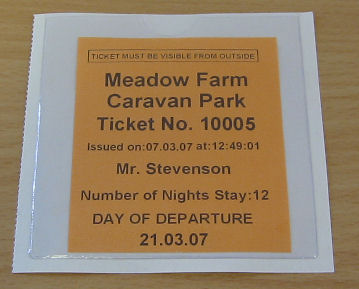 TICKET MUST BE VISIBLE FROM OUTSIDE
Meadow Farm
Caravan Park
Ticket No. 10005
Issued on:07.03.07 at:12:49:01
Mr. Stevenson
Number of Nights Stay:12
DAY OF DEPARTURE
21.03.07